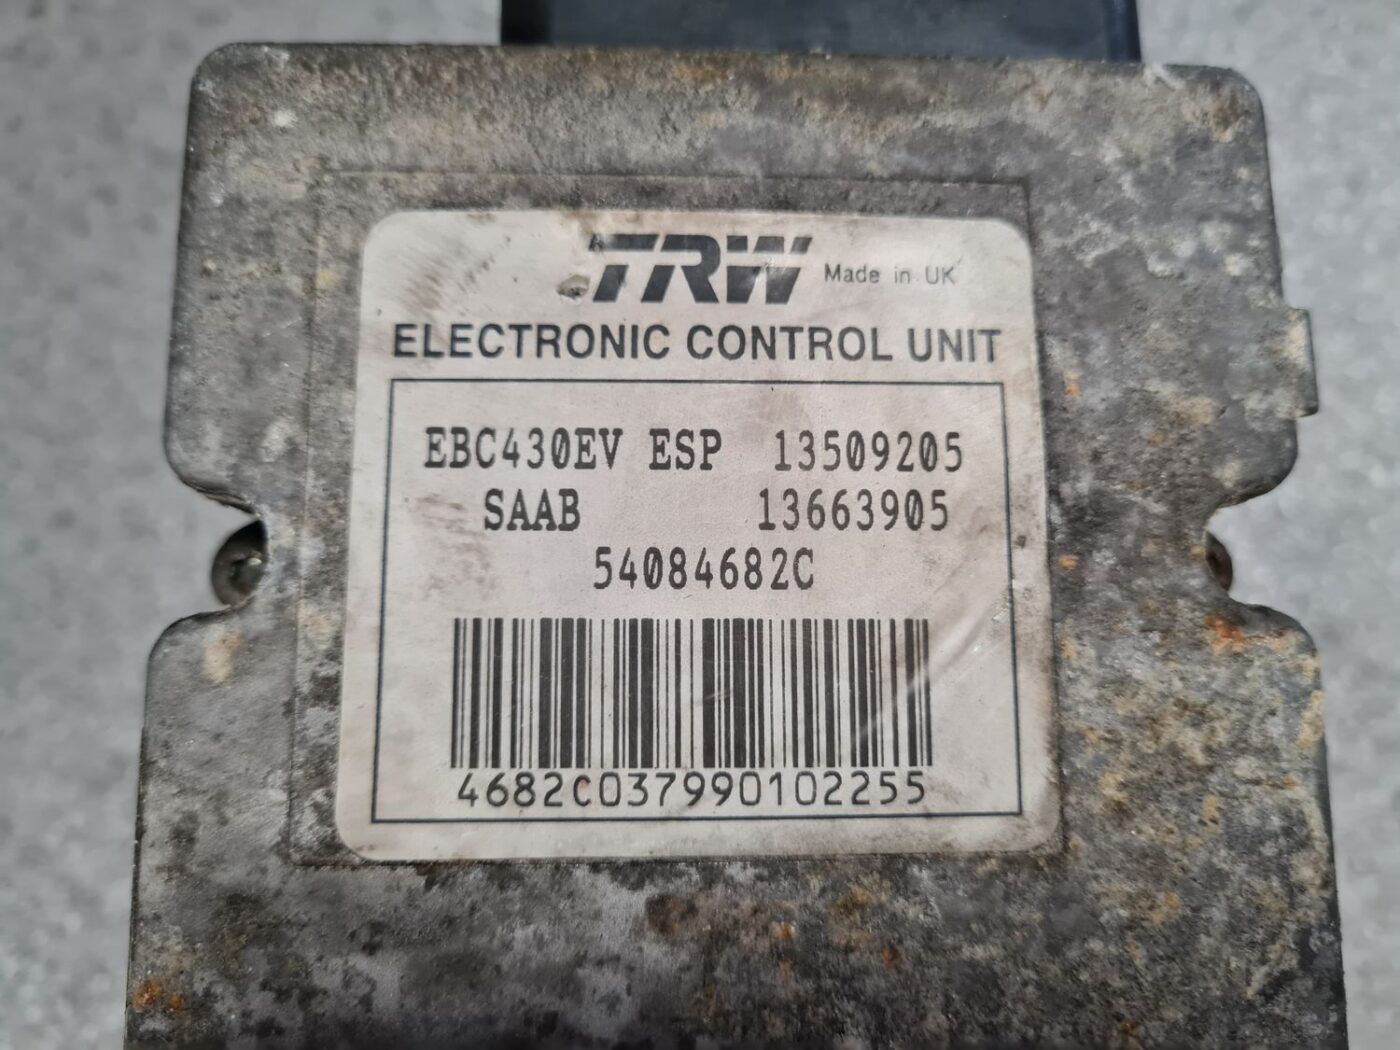 TRW Made in UK
ELECTRONIC CONTROL UNIT
EBC430EV ESP 13509205
SAAB 13663905
54084682C
4682C037990102255